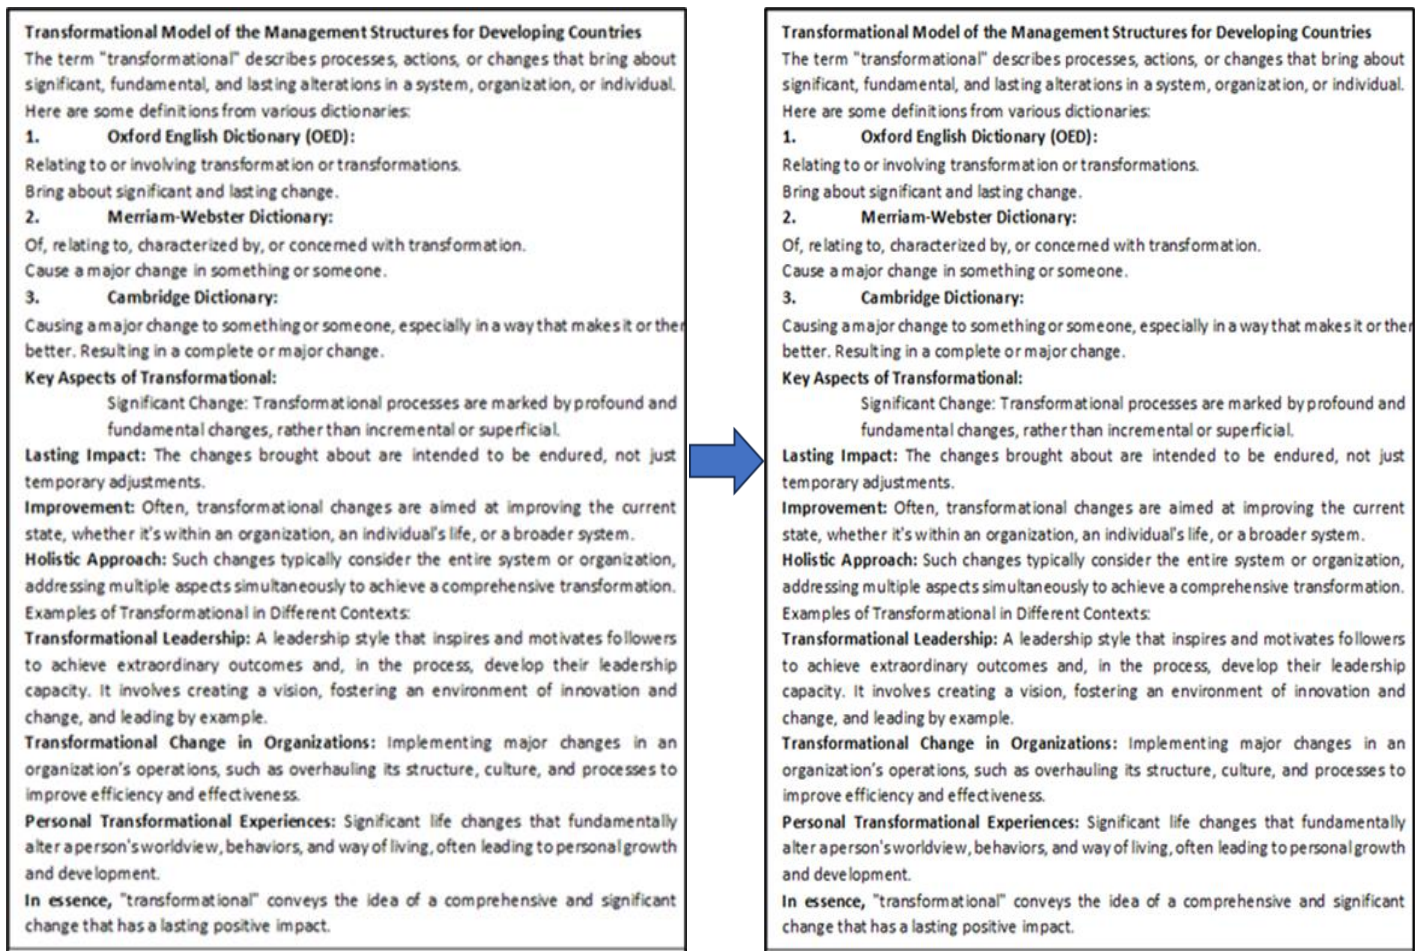 Transformational Model of the Management Structures for Developing Countries
The term "transformational" describes processes, actions, or changes that bring about
significant, fundamental, and lasting alterations in a system, organization, or individual.
Here are some definitions from various dictionaries:
1. Oxford English Dictionary (OED):
Relating to or involving transformation or transformations.
Bring about significant and lasting change.
2. Merriam-Webster Dictionary:
Of, relating to, characterized by, or concerned with transformation.
Cause a major change in something or someone.
3. Cambridge Dictionary:
Causing a major change to something or someone, especially in a way that makes it or ther
better. Resulting in a complete or major change.
Key Aspects of Transformational:
Significant Change: Transformational processes are marked by profound and
fundamental changes, rather than incremental or superficial.
Lasting Impact: The changes brought about are intended to be endured, not just
temporary adjustments.
Improvement: Often, transformational changes are aimed at improving the current
state, whether it's within an organization, an individual's life, or a broader system.
Holistic Approach: Such changes typically consider the entire system or organization,
addressing multiple aspects simultaneously to achieve a comprehensive transformation.
Examples of Transformational in Different Contexts:
Transformational Leadership: A leadership style that inspires and motivates followers
to achieve extraordinary outcomes and, in the process, develop their leadership
capacity. It involves creating a vision, fostering an environment of innovation and
change, and leading by example.
Transformational Change in Organizations: Implementing major changes in an
organization's operations, such as overhauling its structure, culture, and processes to
improve efficiency and effectiveness.
Personal Transformational Experiences: Significant life changes that fundamentally
alter a person's worldview, behaviors, and way of living, often leading to personal growth
and development.
In essence, "transformational" conveys the idea of a comprehensive and significant
change that has a lasting positive impact.
Transformational Model of the Management Structures for Developing Countries
The term "transformational" describes processes, actions, or changes that bring about
significant, fundamental, and lasting alterations in a system, organization, or individual.
Here are some definitions from various dictionaries:
1. Oxford English Dictionary (OED):
Relating to or involving transformation or transformations.
Bring about significant and lasting change.
2. Merriam-Webster Dictionary:
Of, relating to, characterized by, or concerned with transformation.
Cause a major change in something or someone.
3. Cambridge Dictionary:
Causing a major change to something or someone, especially in a way that makes it or ther
better. Resulting in a complete or major change.
Key Aspects of Transformational:
Significant Change: Transformational processes are marked by profound and
fundamental changes, rather than incremental or superficial.
Lasting Impact: The changes brought about are intended to be endured, not just
temporary adjustments.
Improvement: Often, transformational changes are aimed at improving the current
state, whether it's within an organization, an individual's life, or a broader system.
Holistic Approach: Such changes typically consider the entire system or organization,
addressing multiple aspects simultaneously to achieve a comprehensive transformation.
Examples of Transformational in Different Contexts:
Transformational Leadership: A leadership style that inspires and motivates followers
to achieve extraordinary outcomes and, in the process, develop their leadership
capacity. It involves creating a vision, fostering an environment of innovation and
change, and leading by example.
Transformational Change in Organizations: Implementing major changes in an
organization's operations, such as overhauling its structure, culture, and processes to
improve efficiency and effectiveness.
Personal Transformational Experiences: Significant life changes that fundamentally
alter a person's worldview, behaviors, and way of living, often leading to personal growth
and development.
In essence, "transformational" conveys the idea of a comprehensive and significant
change that has a lasting positive impact.